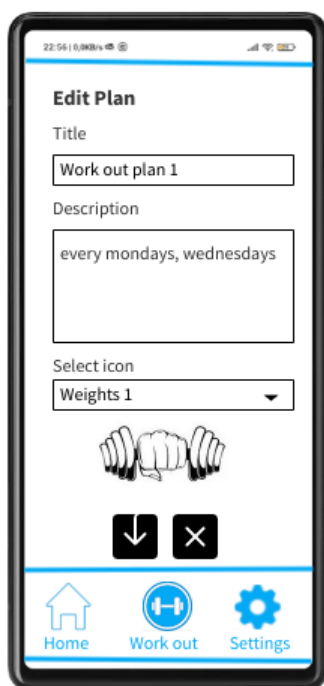 22:56 | 0,0KB/s
Edit Plan
Title
Work out plan 1
Description
every mondays, wednesdays
Select icon
Weights 1
Home
Work out
Settings